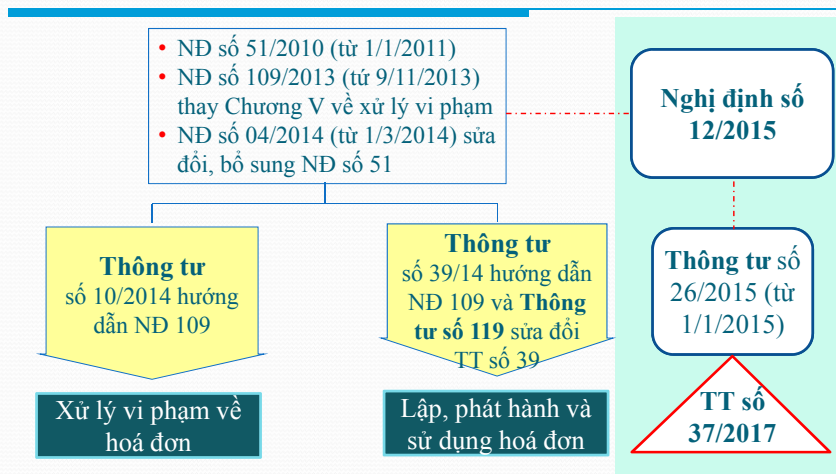 • NĐ số 51/2010 (từ 1/1/2011)
• NĐ số 109/2013 (tứ 9/11/2013)
thay Chương V về xử lý vi phạm
• NĐ số 04/2014 (từ 1/3/2014) sửa
đổi, bổ sung NĐ số 51
Nghị định số
12/2015
Thông tư
số 10/2014 hướng
dẫn NĐ 109
Thông tư
số 39/14 hướng dẫn
NĐ 109 và Thông
tư số 119 sửa đổi
TT số 39
Thông tư số
26/2015 (từ
1/1/2015)
Xử lý vi phạm về
hoá đơn
Lập, phát hành và
sử dụng hoá đơn
TT số
37/2017